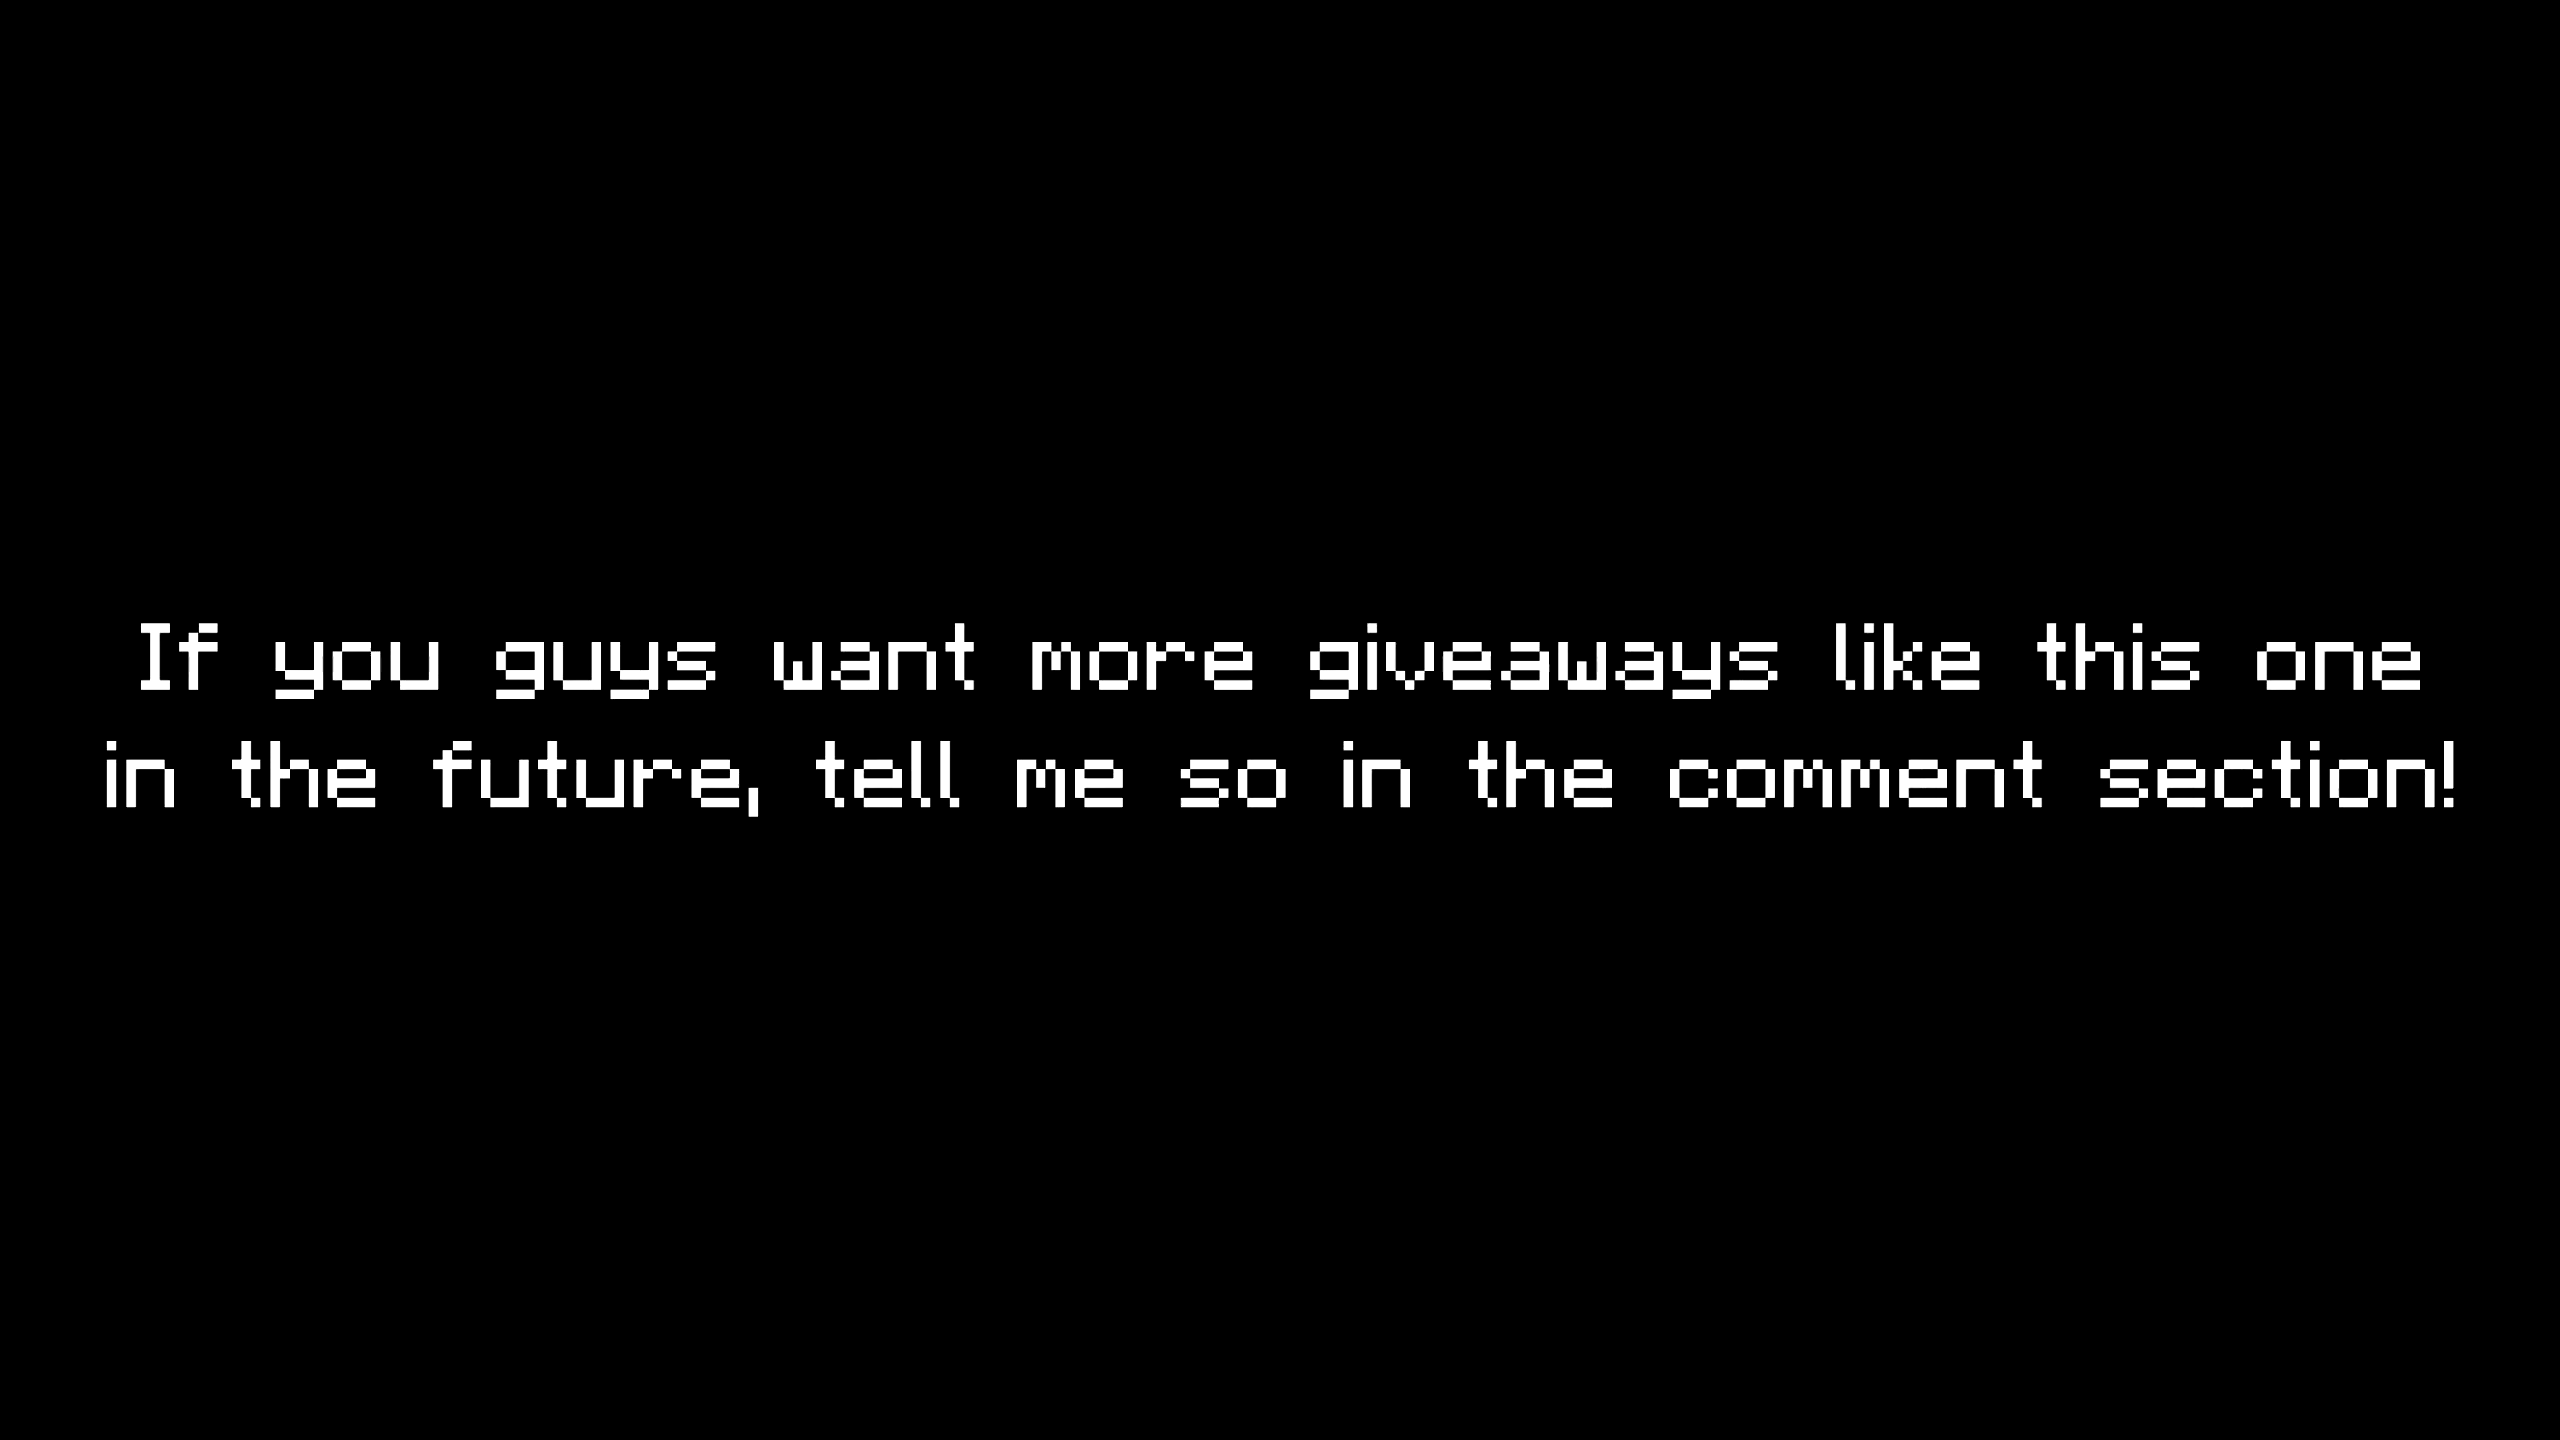 If you guys want more giveaways like this one
in the future, tell me so in the comment section!